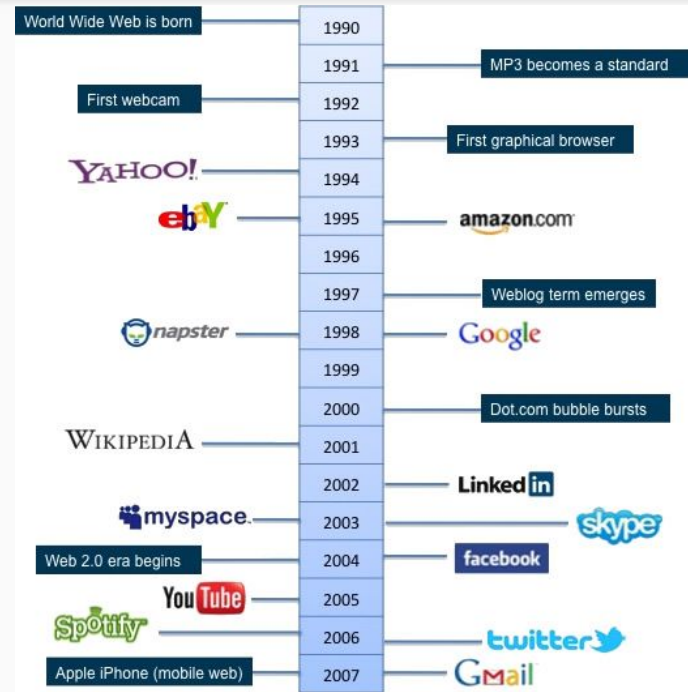 World Wide Web is born
1990
1991
MP3 becomes a standard
First webcam
1992
1993
First graphical browser
YAHOO!
1994
ebaY
1995
amazon.com
1996
1997
Weblog term emerges
napster
1998
Google
1999
2000
Dot.com bubble bursts
WIKIPEDIA
2001
2002
Linked in
myspace
2003
skype
Web 2.0 era begins
2004
facebook
YouTube
2005
Spotify
2006
twitter
Apple iPhone (mobile web)
2007
GMail